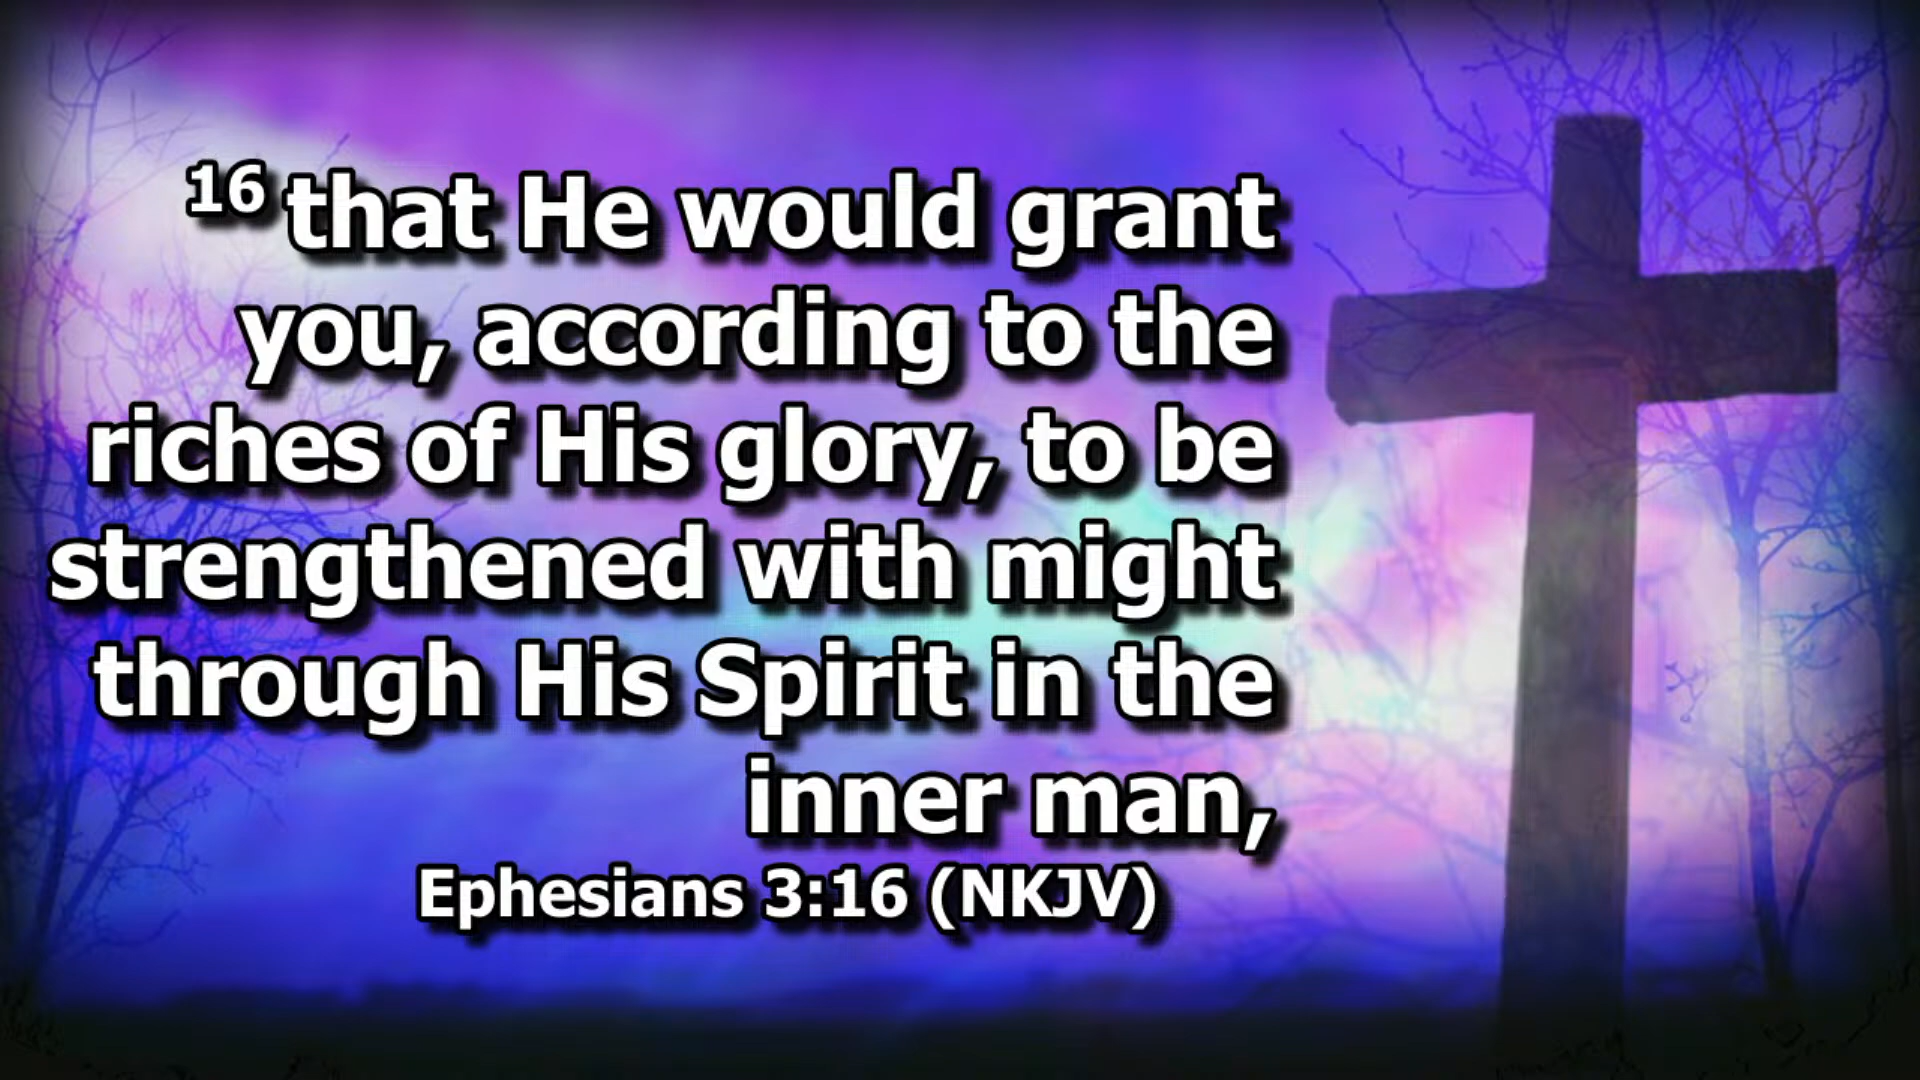 16 that He would grant
you, according to the
riches of His glory, to be
strengthened with might
through His Spirit in the
inner man,
Ephesians 3:16 (NKJV)